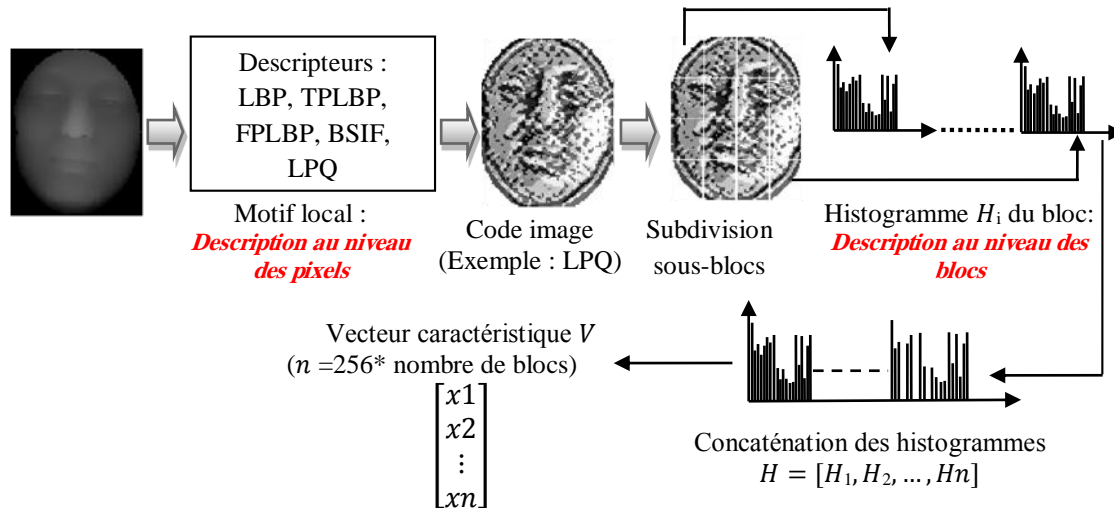 Descripteurs :
LBP, TPLBP,
FPLBP, BSIF,
LPQ
Motif local :
Description au niveau
des pixels
Code image
(Exemple : LPQ)
Subdivision
sous-blocs
Histogramme Hi du bloc:
Description au niveau des
blocs
Vecteur caractéristique V
(n =256* nombre de blocs)
x1
x2
⋮
xn
Concaténation des histogrammes
H = [H1, H2, … , Hn]